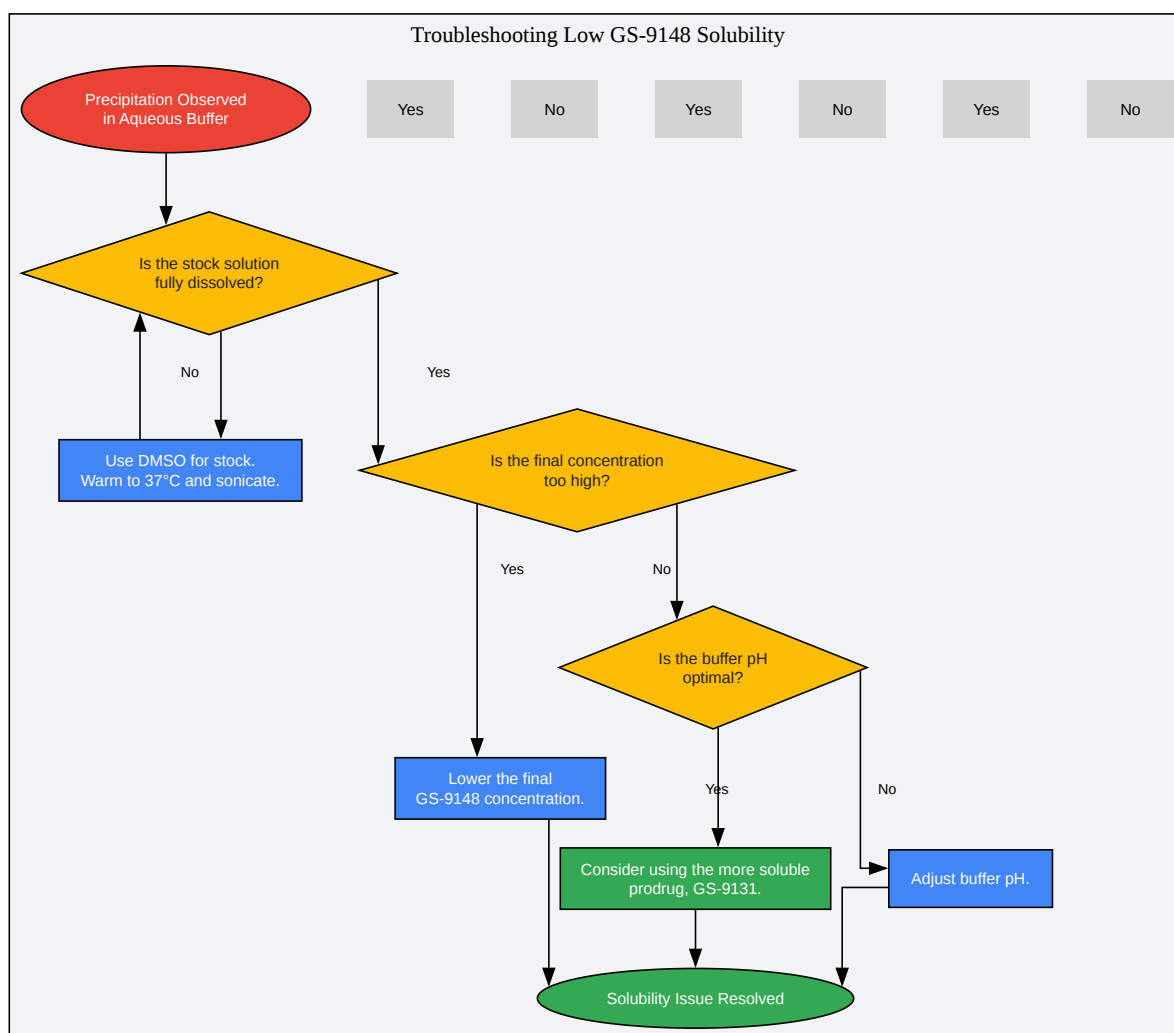 Troubleshooting Low GS-9148 Solubility
Precipitation Observed
in Aqueous Buffer
Yes
No
Yes
No
Yes
No
Is the stock solution
fully dissolved?
No
Yes
Use DMSO for stock.
Warm to 37°C and sonicate.
Is the final concentration
too high?
Yes
No
Is the buffer pH
optimal?
Lower the final
GS-9148 concentration.
Yes
No
Consider using the more soluble
prodrug, GS-9131.
Adjust buffer pH.
Solubility Issue Resolved